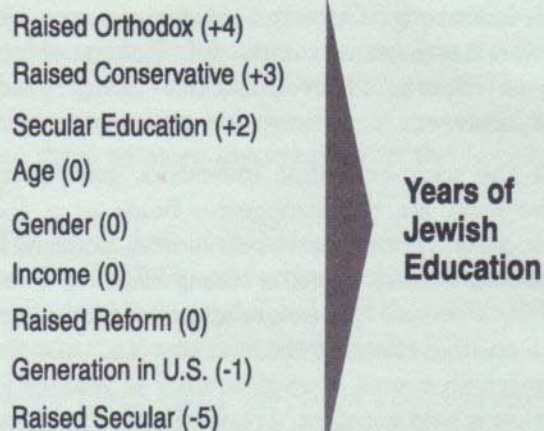 Raised Orthodox (+4)
Raised Conservative (+3)
Secular Education (+2)
Age (0)
Gender (0)
Income (0)
Raised Reform (0)
Generation in U.S. (-1)
Raised Secular (-5)
Years of
Jewish
Education